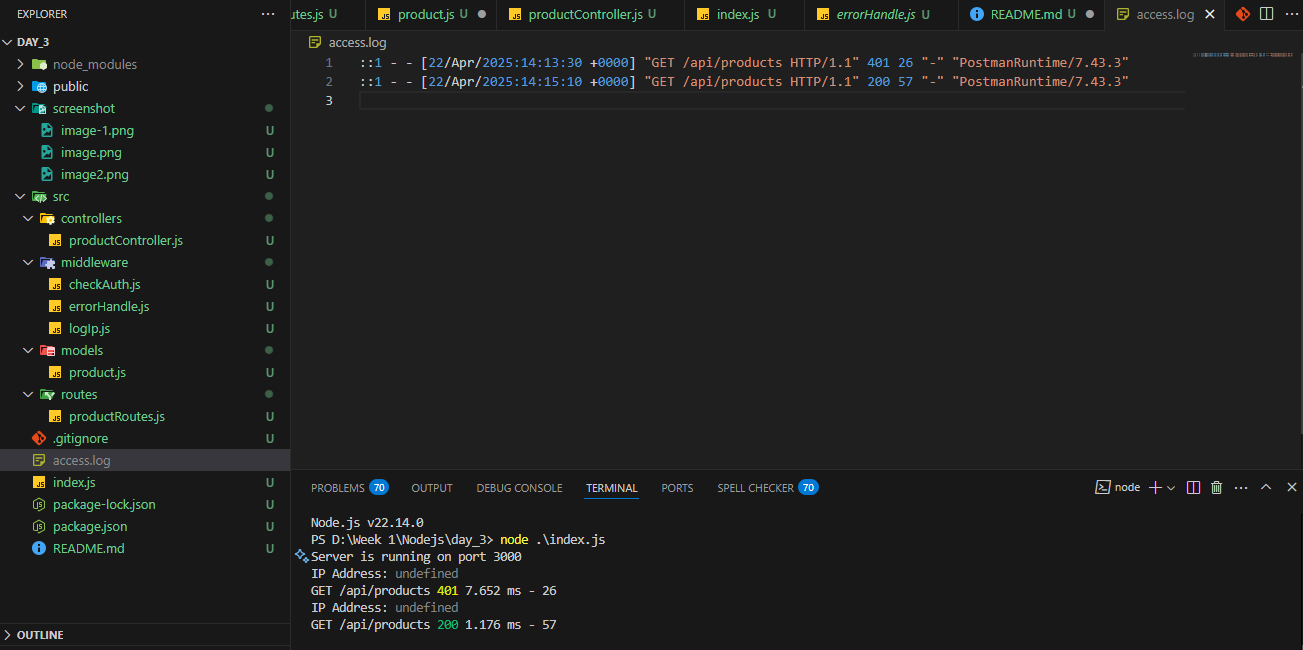 EXPLORER
···
DAY_3
node_modules
public
screenshot
image-1.png U
image.png U
image2.png U
src
controllers
productController.js U
middleware
checkAuth.js U
errorHandle.js U
logIp.js U
models
product.js U
routes
productRoutes.js U
.gitignore U
access.log
index.js U
package-lock.json U
package.json U
README.md U
OUTLINE
utes.js U product.js U ● productController.js U index.js U errorHandle.js U README.md U ● access.log ···
access.log
1 ::1 - - [22/Apr/2025:14:13:30 +0000] "GET /api/products HTTP/1.1" 401 26 "-" "PostmanRuntime/7.43.3"
2 ::1 - - [22/Apr/2025:14:15:10 +0000] "GET /api/products HTTP/1.1" 200 57 "-" "PostmanRuntime/7.43.3"
3
PROBLEMS 70 OUTPUT DEBUG CONSOLE TERMINAL PORTS SPELL CHECKER 70 node ···
Node.js v22.14.0
PS D:\Week 1\Nodejs\day_3> node .\index.js
Server is running on port 3000
IP Address: undefined
GET /api/products 401 7.652 ms - 26
IP Address: undefined
GET /api/products 200 1.176 ms - 57